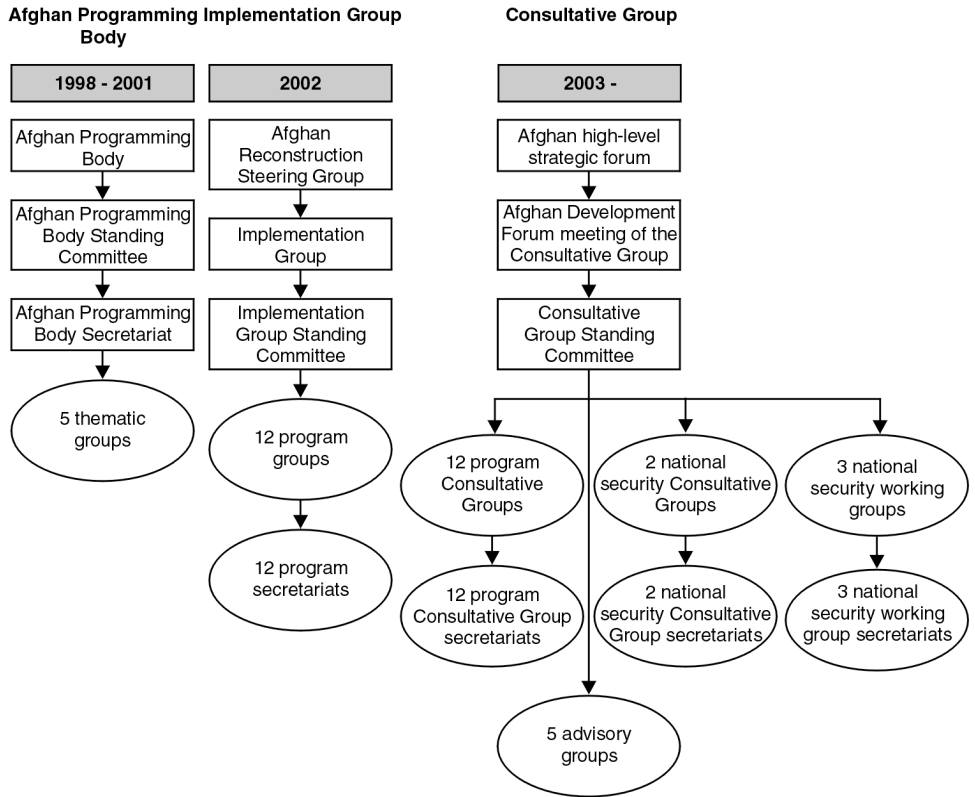 Afghan Programming
Body
Implementation Group
Consultative Group
1998 - 2001
2002
2003 -
Afghan Programming
Body
Afghan Programming
Body Standing
Committee
Afghan Programming
Body Secretariat
5 thematic
groups
Afghan
Reconstruction
Steering Group
Implementation
Group
Implementation
Group Standing
Committee
12 program
groups
12 program
secretariats
Afghan high-level
strategic forum
Afghan Development
Forum meeting of the
Consultative Group
Consultative
Group Standing
Committee
12 program
Consultative
Groups
12 program
Consultative Group
secretariats
2 national
security Consultative
Groups
2 national
security Consultative
Group secretariats
3 national
security working
groups
3 national
security working
group secretariats
5 advisory
groups